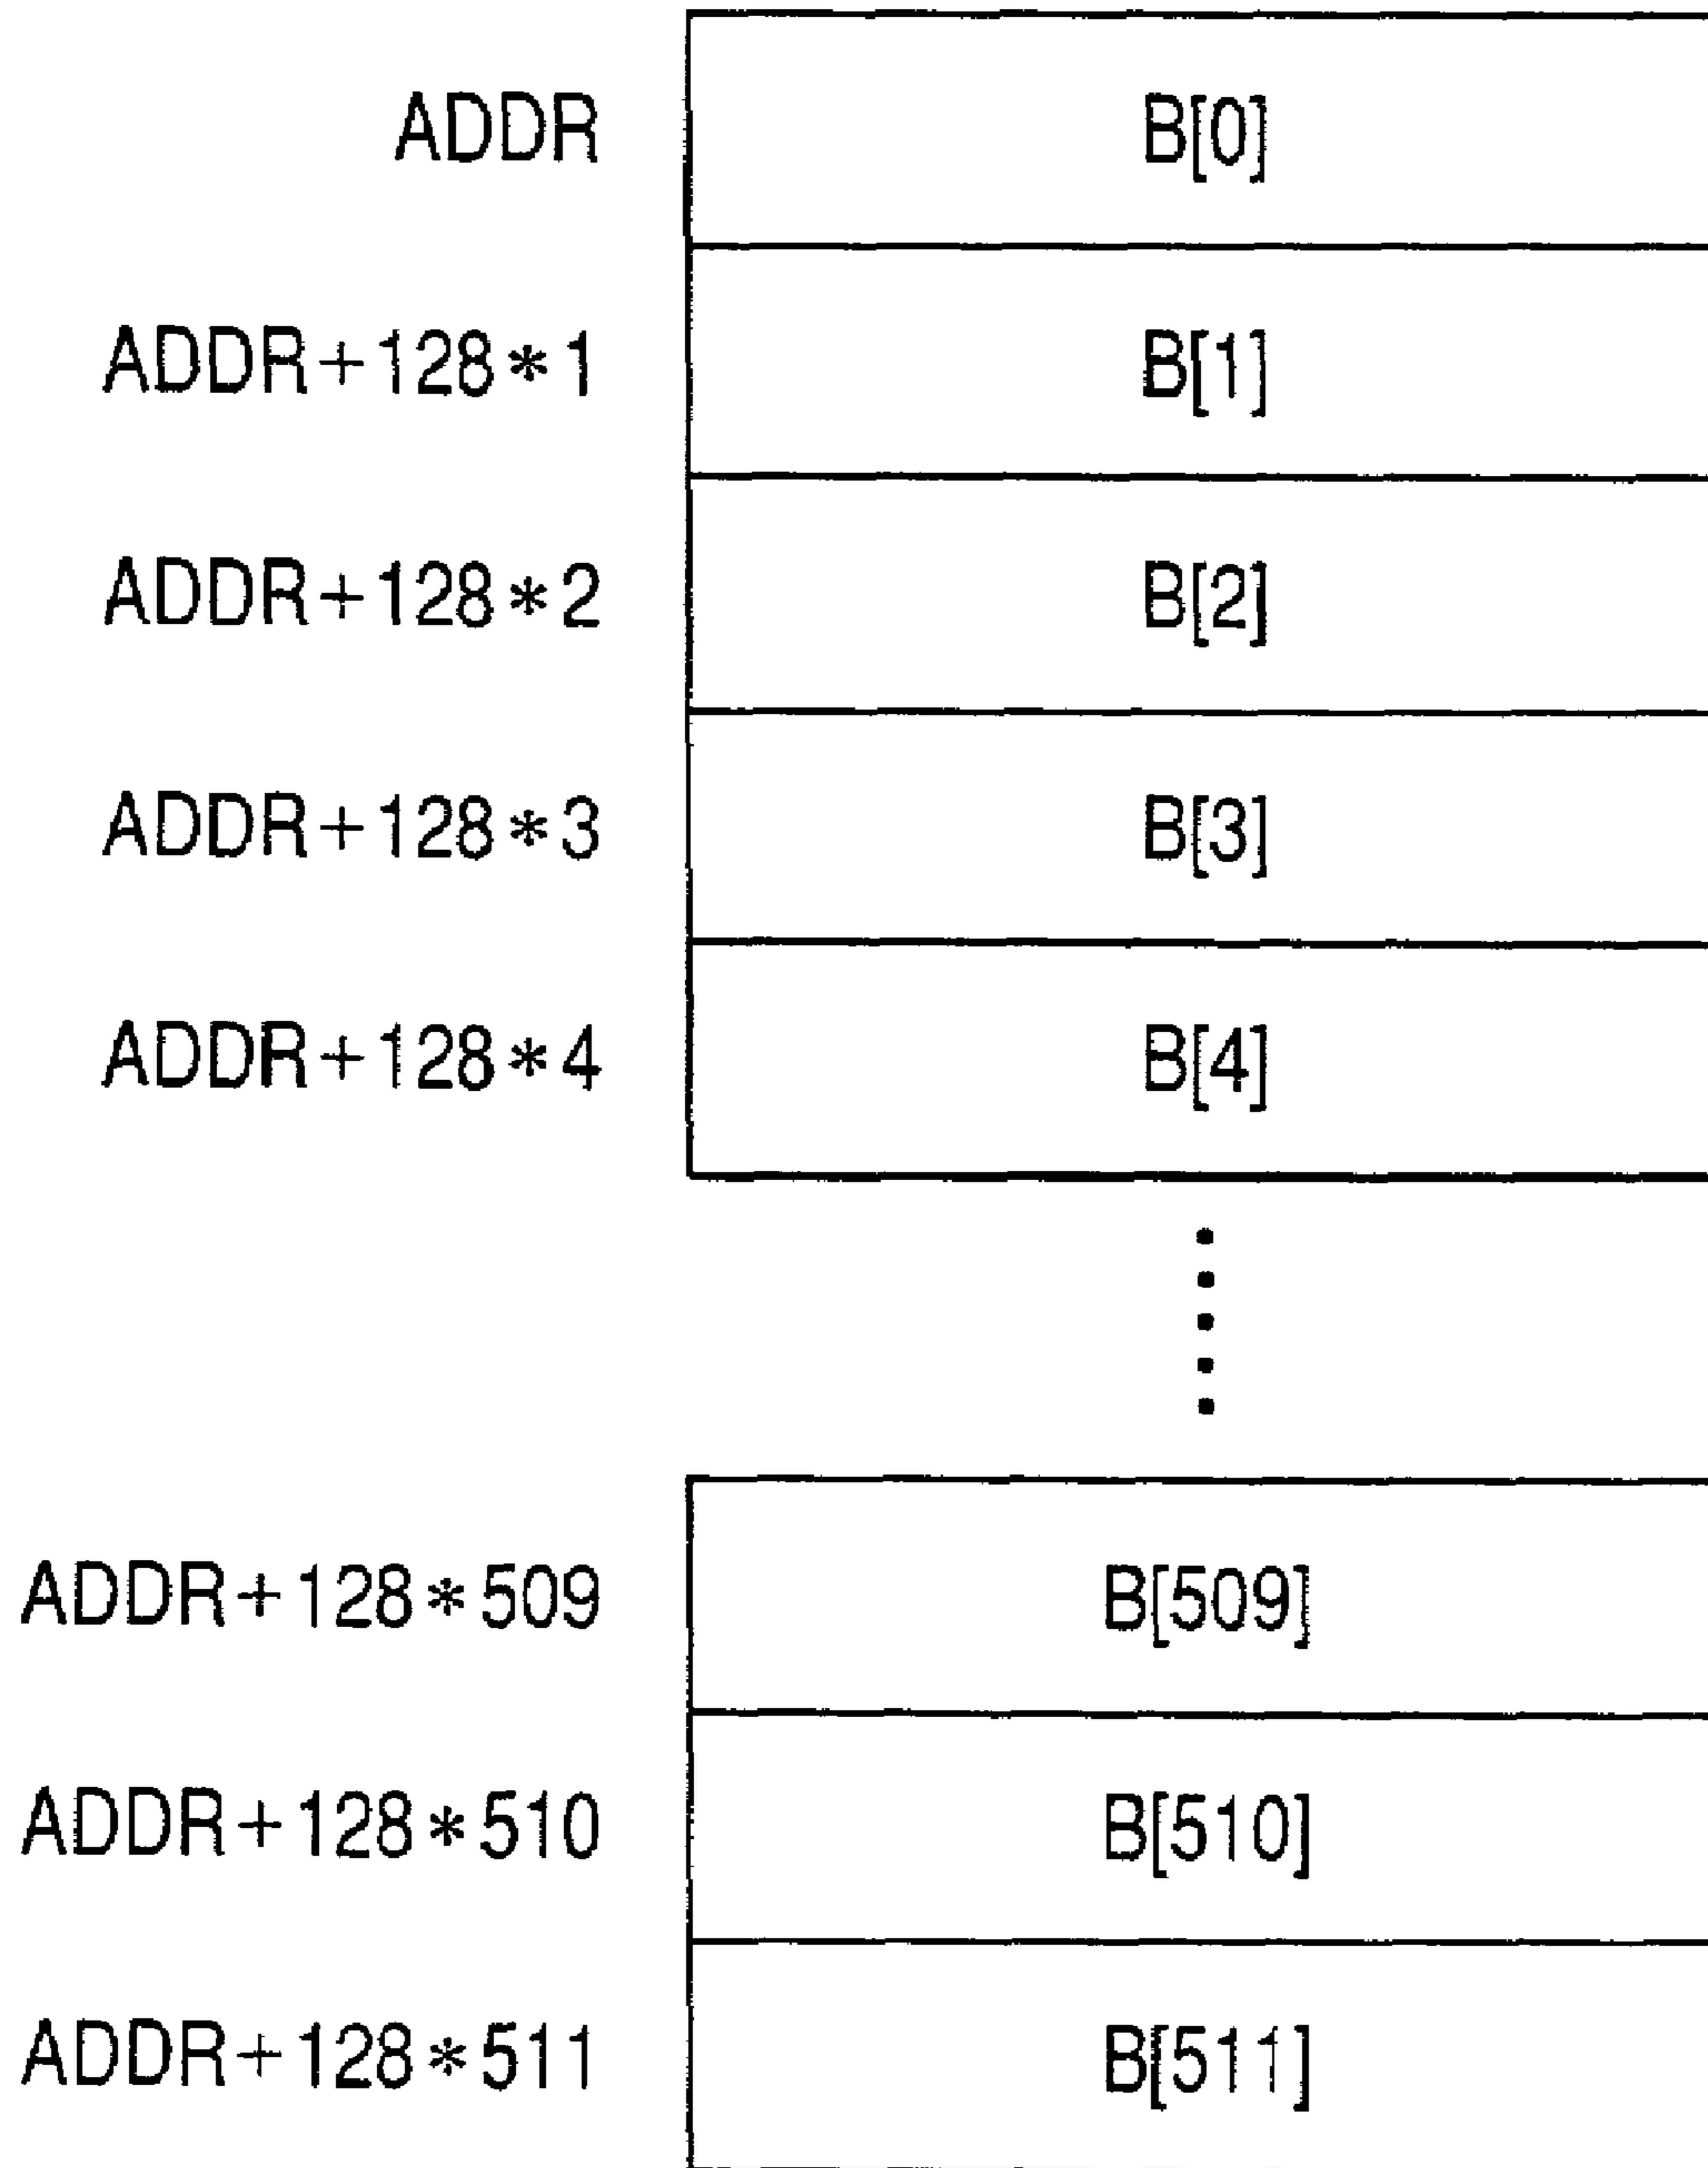 ADDR B[0]
ADDR+128*1 B[1]
ADDR+128*2 B[2]
ADDR+128*3 B[3]
ADDR+128*4 B[4]
ADDR+128*509 B[509]
ADDR+128*510 B[510]
ADDR+128*511 B[511]